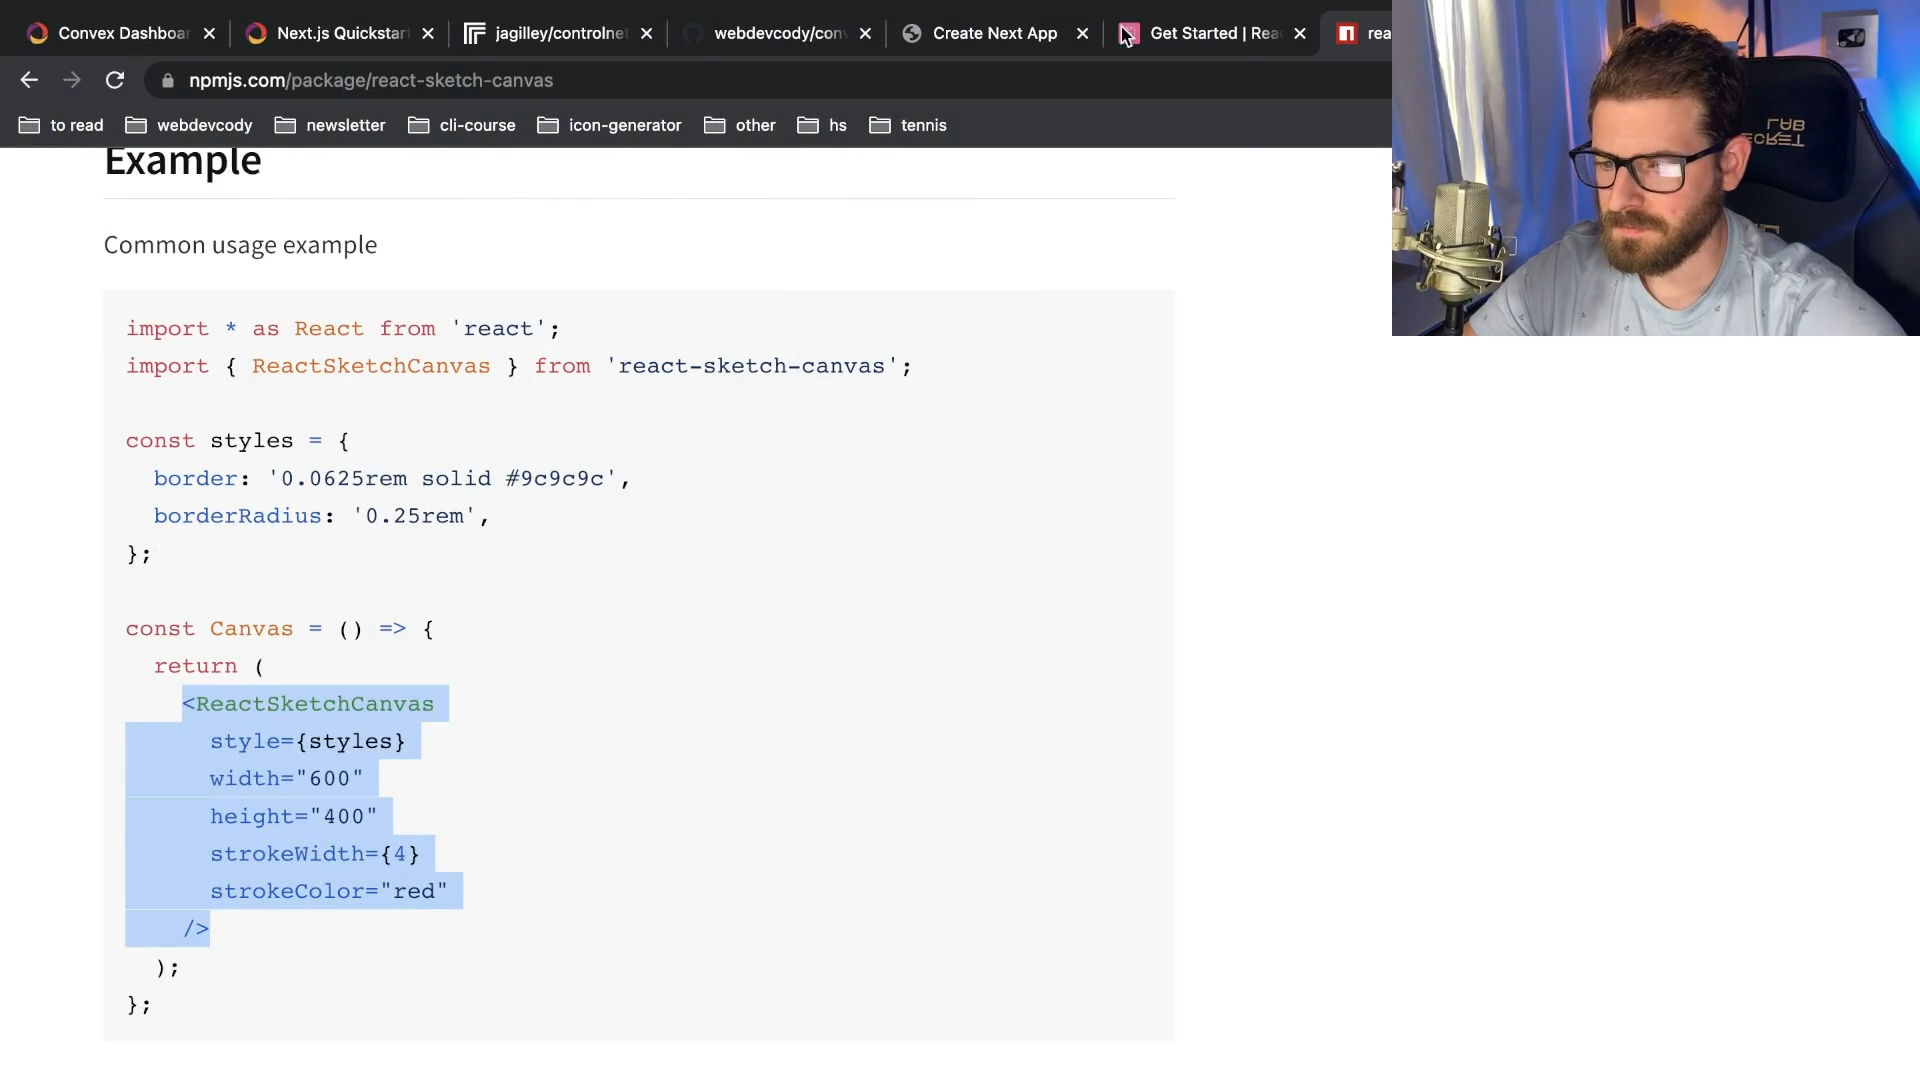 Convex Dashboar
Next.js Quickstar
jagilley/controlnet
webdevcody/conv
Create Next App
Get Started | Reac
rea
npmjs.com/package/react-sketch-canvas
to read
webdevcody
newsletter
cli-course
icon-generator
other
hs
tennis
Example
Common usage example
import * as React from 'react';
import { ReactSketchCanvas } from 'react-sketch-canvas';
const styles = {
border: '0.0625rem solid #9c9c9c',
borderRadius: '0.25rem',
};
const Canvas = () => {
return (
<ReactSketchCanvas
style={styles}
width="600"
height="400"
strokeWidth={4}
strokeColor="red"
/>
);
};